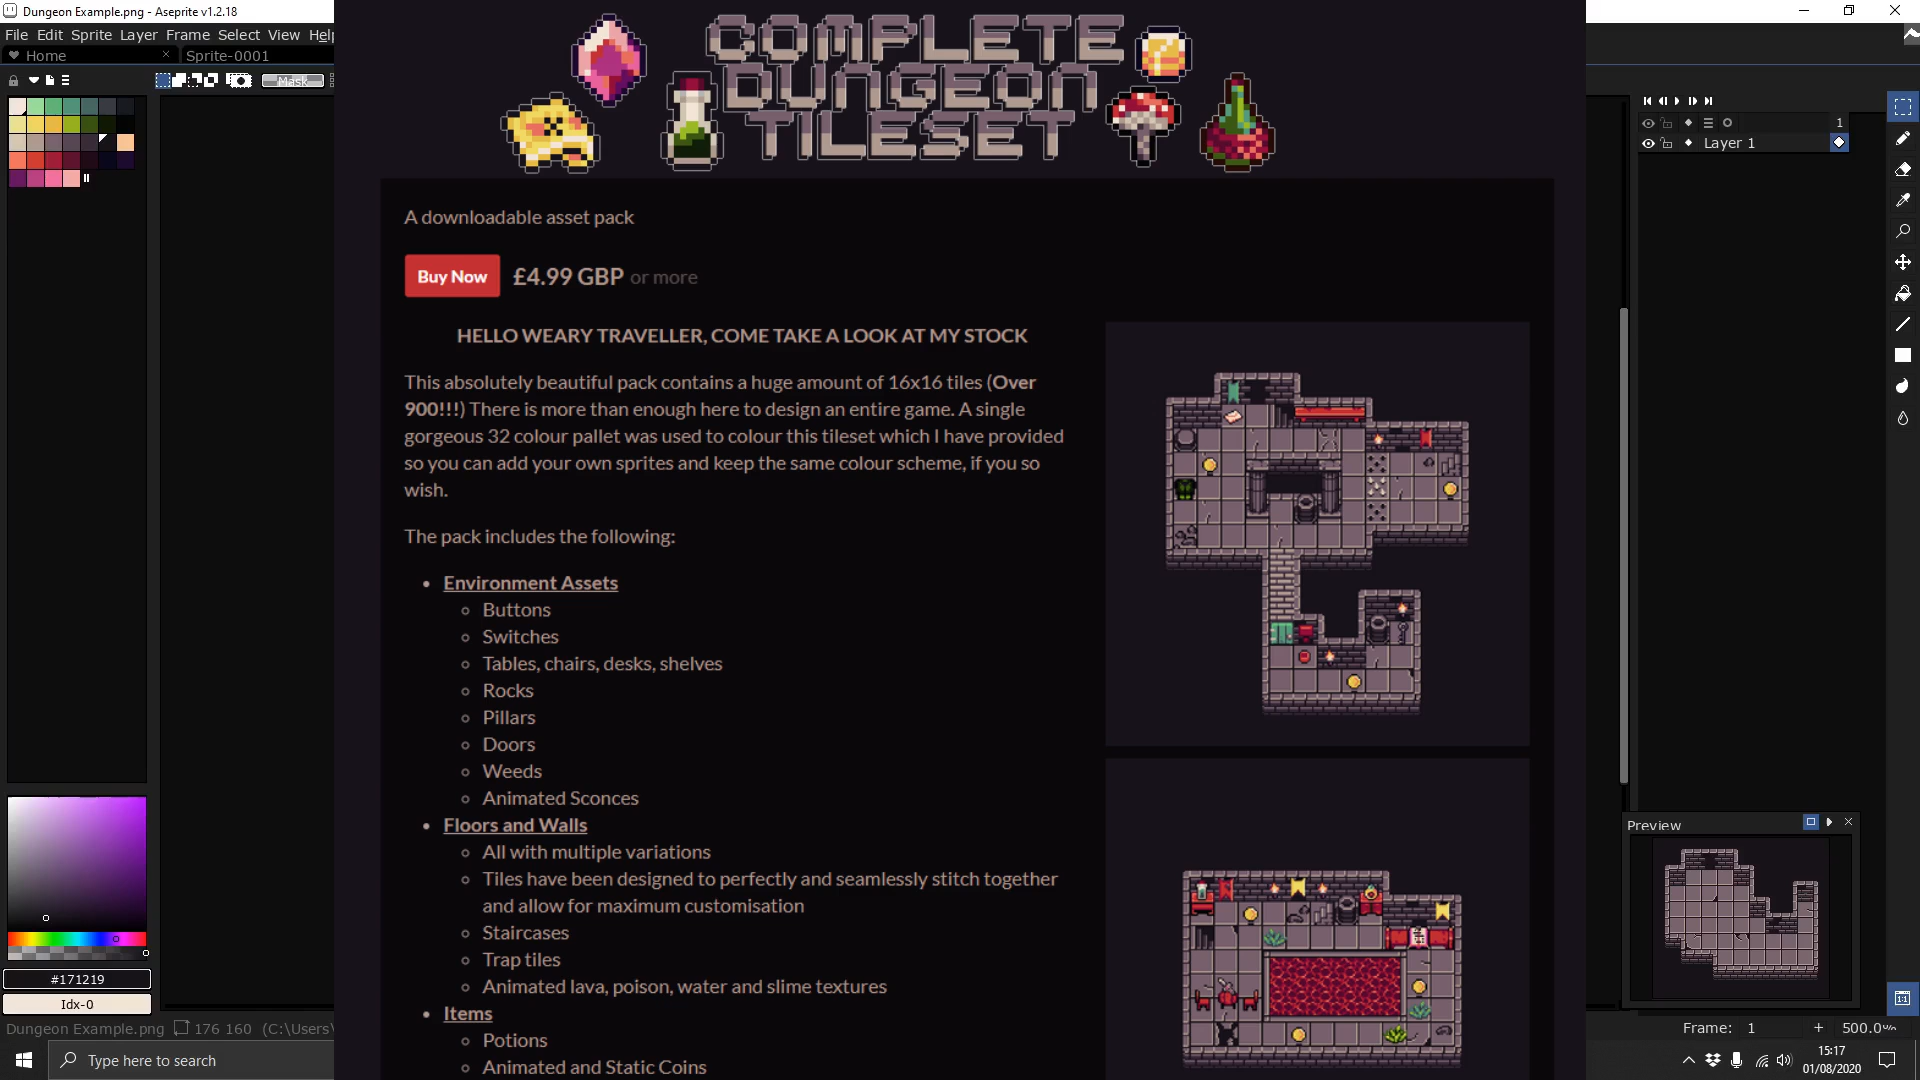 Dungeon Example.png - Aseprite v1.2.18
File Edit Sprite Layer Frame Select View Help
Home
Sprite-0001
Mask
COMPLETE
DUNGEON
TILESET
A downloadable asset pack
Buy Now £4.99 GBP or more
HELLO WEARY TRAVELLER, COME TAKE A LOOK AT MY STOCK
This absolutely beautiful pack contains a huge amount of 16x16 tiles (Over
900!!!) There is more than enough here to design an entire game. A single
gorgeous 32 colour pallet was used to colour this tileset which I have provided
so you can add your own sprites and keep the same colour scheme, if you so
wish.
The pack includes the following:
Environment Assets
Buttons
Switches
Tables, chairs, desks, shelves
Rocks
Pillars
Doors
Weeds
Animated Sconces
Floors and Walls
All with multiple variations
Tiles have been designed to perfectly and seamlessly stitch together
and allow for maximum customisation
Staircases
Trap tiles
Animated lava, poison, water and slime textures
Items
Potions
Animated and Static Coins
1
Layer 1
Preview
1:1
#171219
Idx-0
Dungeon Example.png 176 160 (C:\Users\
Frame: 1 + 500.0%
Type here to search
15:17
01/08/2020